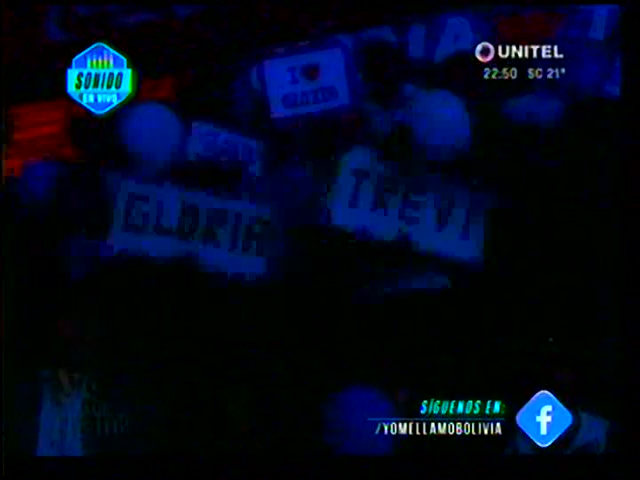 SONIDO
EN VIVO
UNITEL
22:50 SC 21°
I ❤
GLORIA
GLORIA
TREVI
SÍGUENOS EN:
/YOMELLAMOBOLIVIA
f